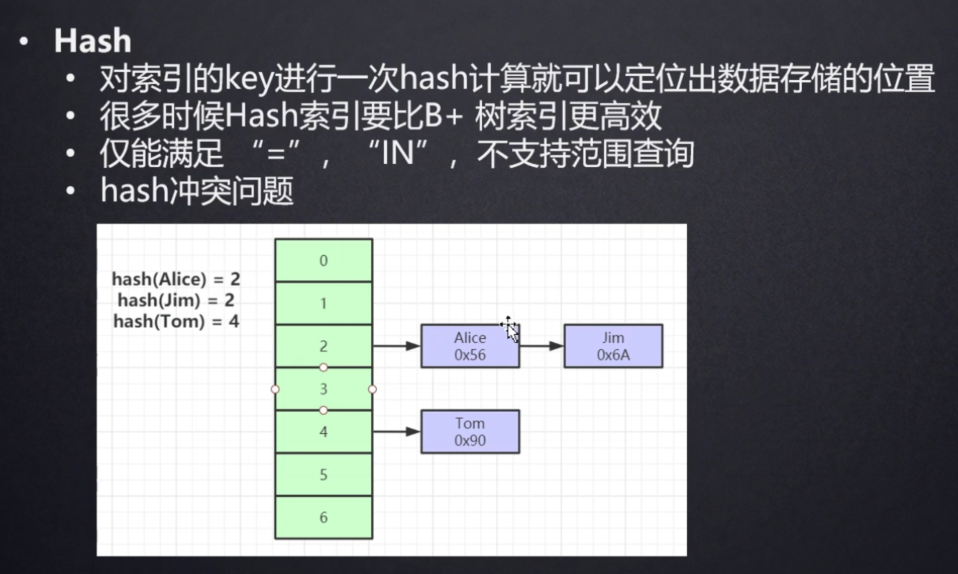 Hash
对索引的key进行一次hash计算就可以定位出数据存储的位置
很多时候Hash索引要比B+ 树索引更高效
仅能满足 “=”，“IN”，不支持范围查询
hash冲突问题
hash(Alice) = 2
hash(Jim) = 2
hash(Tom) = 4
0
1
2
3
4
5
6
Alice
0x56
Jim
0x6A
Tom
0x90